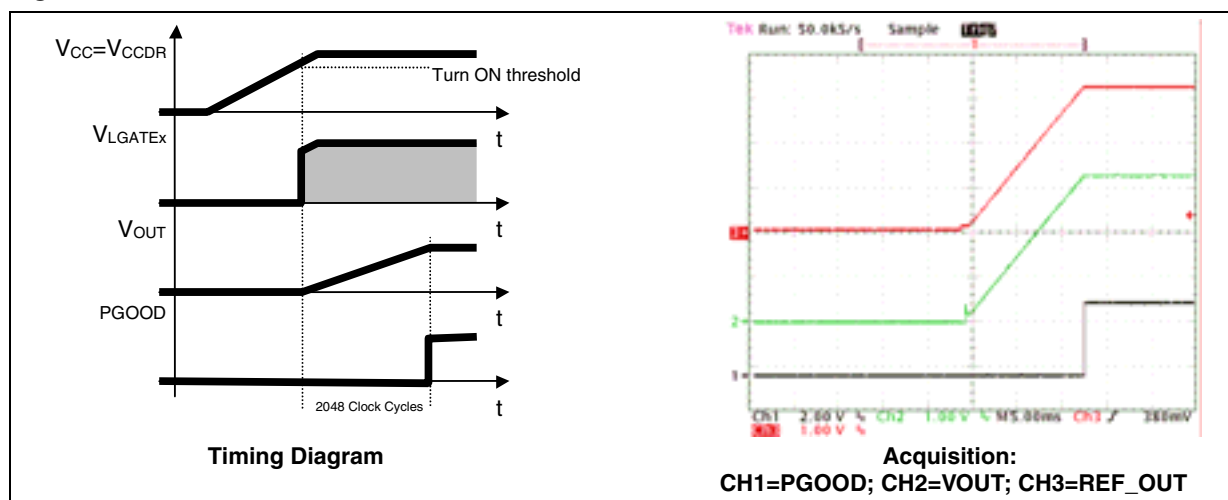 VCC=VCCDR
Turn ON threshold
t
VLGATEx
t
VOUT
t
PGOOD
t
2048 Clock Cycles
Timing Diagram
Tek Run: 50.0kS/s Sample Trig
3
2
1
Ch1 2.00 V Ch2 1.00 V M5.00ms Ch3 380mV
Ch3 1.00 V
Acquisition:
CH1=PGOOD; CH2=VOUT; CH3=REF_OUT